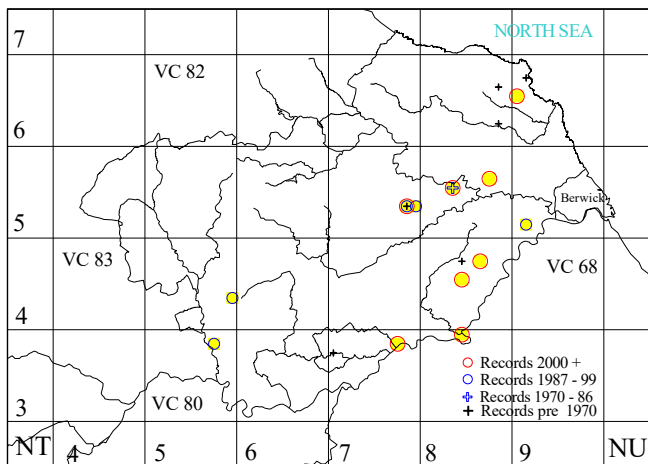 7
NORTH SEA
VC 82
6
Berwick
5
VC 83
VC 68
4
Records 2000 +
Records 1987 - 99
VC 80
Records 1970 - 86
3
Records pre 1970
NT 4 5 6 7 8 9 NU